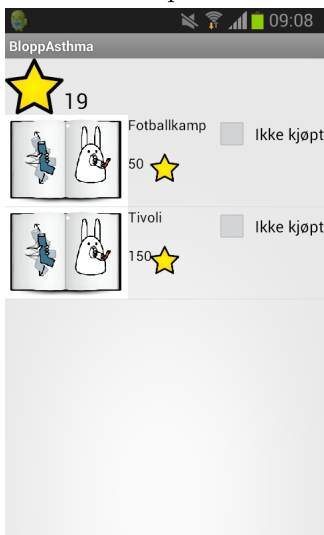 09:08
BloppAsthma
19
Fotballkamp
Ikke kjøpt
50
Tivoli
Ikke kjøpt
150